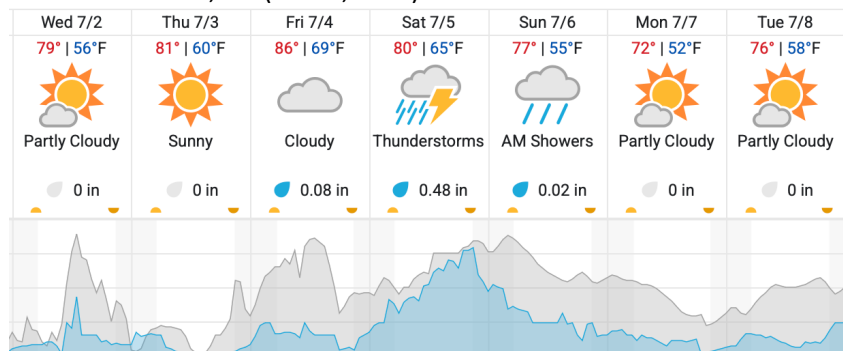 Wed 7/2 Thu 7/3 Fri 7/4 Sat 7/5 Sun 7/6 Mon 7/7 Tue 7/8
79° | 56°F 81° | 60°F 86° | 69°F 80° | 65°F 77° | 55°F 72° | 52°F 76° | 58°F
Partly Cloudy Sunny Cloudy Thunderstorms AM Showers Partly Cloudy Partly Cloudy
0 in 0 in 0.08 in 0.48 in 0.02 in 0 in 0 in